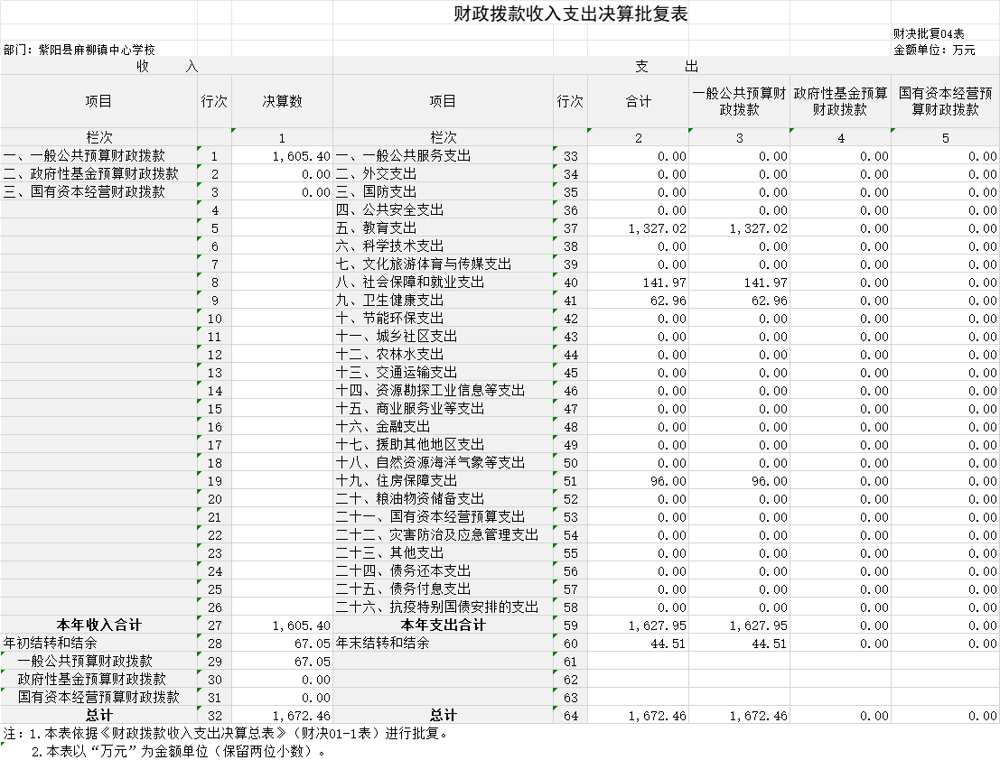 财政拨款收入支出决算批复表
财决批复04表
部门：紫阳县麻柳镇中心学校 金额单位：万元
收 入 支 出
项目 行次 决算数 项目 行次 合计 一般公共预算财政拨款 政府性基金预算财政拨款 国有资本经营预算财政拨款
栏次 1 栏次 2 3 4 5
一、一般公共预算财政拨款 1 1,605.40 一、一般公共服务支出 33 0.00 0.00 0.00 0.00
二、政府性基金预算财政拨款 2 0.00 二、外交支出 34 0.00 0.00 0.00 0.00
三、国有资本经营财政拨款 3 0.00 三、国防支出 35 0.00 0.00 0.00 0.00
4 四、公共安全支出 36 0.00 0.00 0.00 0.00
5 五、教育支出 37 1,327.02 1,327.02 0.00 0.00
6 六、科学技术支出 38 0.00 0.00 0.00 0.00
7 七、文化旅游体育与传媒支出 39 0.00 0.00 0.00 0.00
8 八、社会保障和就业支出 40 141.97 141.97 0.00 0.00
9 九、卫生健康支出 41 62.96 62.96 0.00 0.00
10 十、节能环保支出 42 0.00 0.00 0.00 0.00
11 十一、城乡社区支出 43 0.00 0.00 0.00 0.00
12 十二、农林水支出 44 0.00 0.00 0.00 0.00
13 十三、交通运输支出 45 0.00 0.00 0.00 0.00
14 十四、资源勘探工业信息等支出 46 0.00 0.00 0.00 0.00
15 十五、商业服务业等支出 47 0.00 0.00 0.00 0.00
16 十六、金融支出 48 0.00 0.00 0.00 0.00
17 十七、援助其他地区支出 49 0.00 0.00 0.00 0.00
18 十八、自然资源海洋气象等支出 50 0.00 0.00 0.00 0.00
19 十九、住房保障支出 51 96.00 96.00 0.00 0.00
20 二十、粮油物资储备支出 52 0.00 0.00 0.00 0.00
21 二十一、国有资本经营预算支出 53 0.00 0.00 0.00 0.00
22 二十二、灾害防治及应急管理支出 54 0.00 0.00 0.00 0.00
23 二十三、其他支出 55 0.00 0.00 0.00 0.00
24 二十四、债务还本支出 56 0.00 0.00 0.00 0.00
25 二十五、债务付息支出 57 0.00 0.00 0.00 0.00
26 二十六、抗疫特别国债安排的支出 58 0.00 0.00 0.00 0.00
本年收入合计 27 1,605.40 本年支出合计 59 1,627.95 1,627.95 0.00 0.00
年初结转和结余 28 67.05 年末结转和结余 60 44.51 44.51 0.00 0.00
一般公共预算财政拨款 29 67.05 61
政府性基金预算财政拨款 30 0.00 62
国有资本经营预算财政拨款 31 0.00 63
总计 32 1,672.46 总计 64 1,672.46 1,672.46 0.00 0.00
注：1.本表依据《财政拨款收入支出决算总表》（财决01-1表）进行批复。
2.本表以“万元”为金额单位（保留两位小数）。